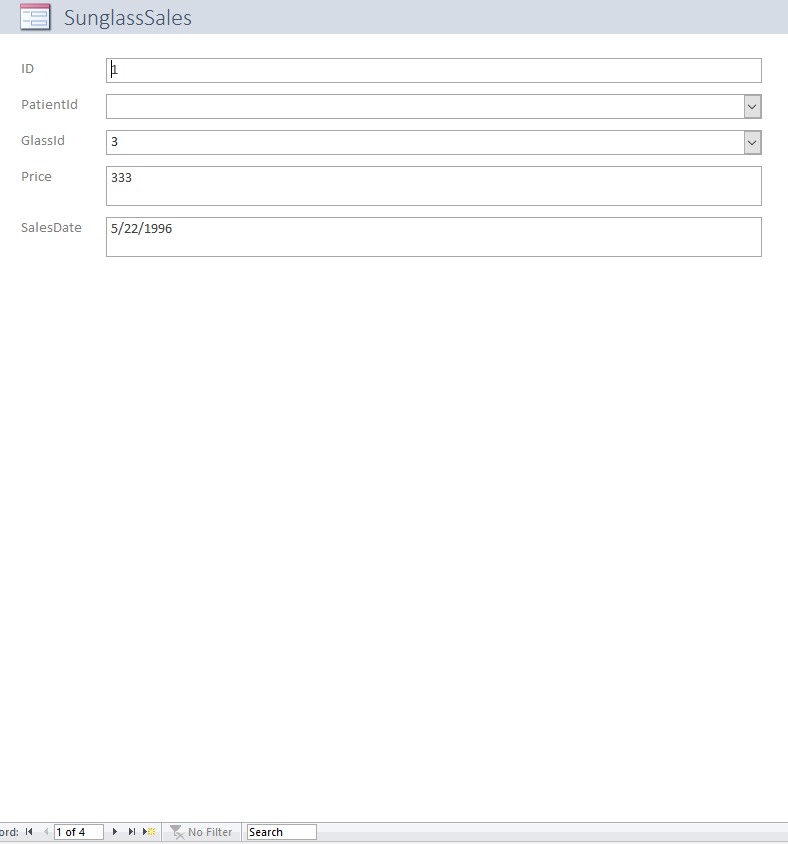 SunglassSales
ID 1
PatientId
GlassId 3
Price 333
SalesDate 5/22/1996
ord: 1 of 4 No Filter Search